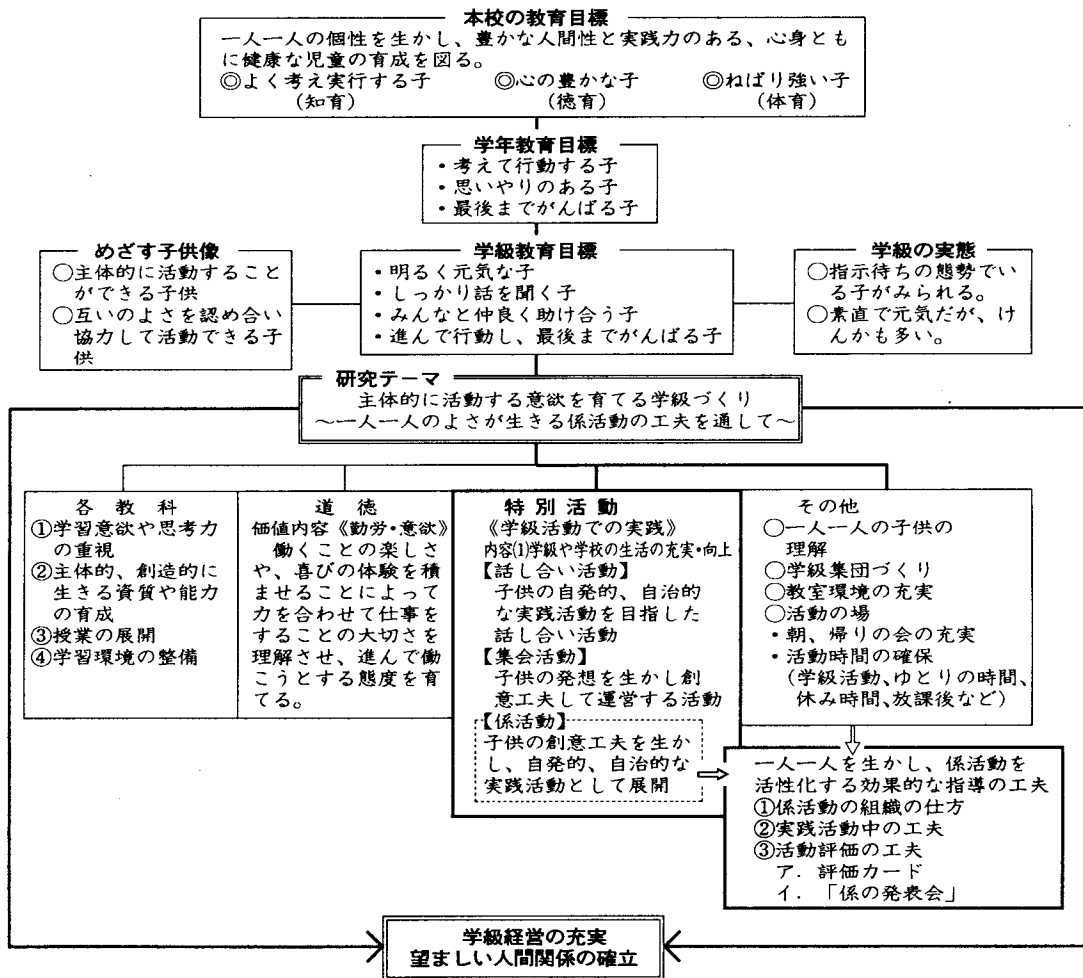 本校の教育目標
一人一人の個性を生かし、豊かな人間性と実践力のある、心身とも
に健康な児童の育成を図る。
◎よく考え実行する子 ◎心の豊かな子 ◎ねばり強い子
(知育) (徳育) (体育)
学年教育目標
・考えて行動する子
・思いやりのある子
・最後までがんばる子
めざす子供像
○主体的に活動すること
ができる子供
○互いのよさを認め合い
協力して活動できる子
供
学級教育目標
・明るく元気な子
・しっかり話を聞く子
・みんなと仲良く助け合う子
・進んで行動し、最後までがんばる子
学級の実態
○指示待ちの態勢でい
る子がみられる。
○素直で元気だが、け
んかも多い。
研究テーマ
主体的に活動する意欲を育てる学級づくり
～一人一人のよさが生きる係活動の工夫を通して～
各教科
①学習意欲や思考力
の重視
②主体的、創造的に
生きる資質や能力
の育成
③授業の展開
④学習環境の整備
道徳
価値内容《勤労・意欲》
働くことの楽しさ
や、喜びの体験を積
ませることによって
力を合わせて仕事を
することの大切さを
理解させ、進んで働
こうとする態度を育
てる。
特別活動
《学級活動での実践》
内容(1)学級や学校の生活の充実・向上
【話し合い活動】
子供の自発的、自治的
な実践活動を目指した
話し合い活動
【集会活動】
子供の発想を生かし創
意工夫して運営する活動
【係活動】
子供の創意工夫を生か
し、自発的、自治的な
実践活動として展開
その他
○一人一人の子供の
理解
○学級集団づくり
○教室環境の充実
○活動の場
・朝、帰りの会の充実
・活動時間の確保
(学級活動、ゆとりの時間、
休み時間、放課後など)
一人一人を生かし、係活動を
活性化する効果的な指導の工夫
①係活動の組織の仕方
②実践活動中の工夫
③活動評価の工夫
ア．評価カード
イ．「係の発表会」
学級経営の充実
望ましい人間関係の確立